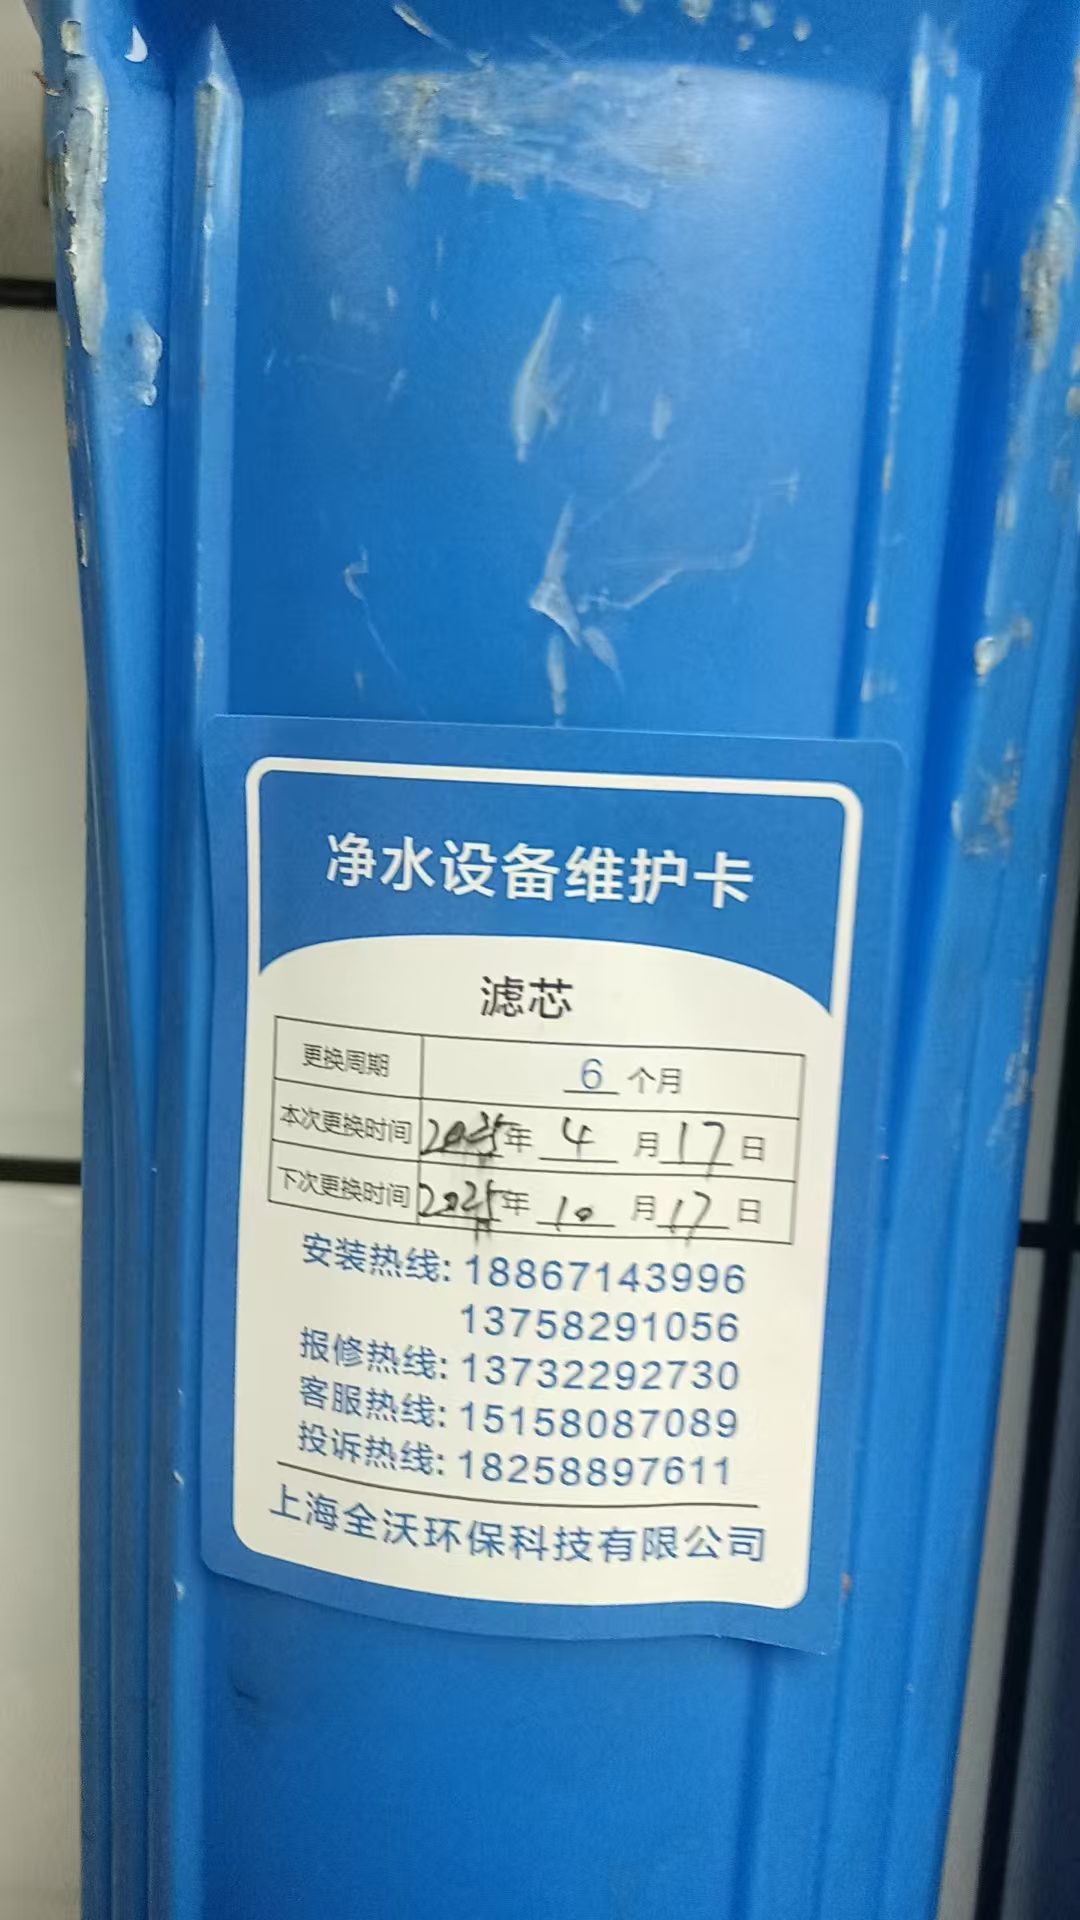 净水设备维护卡
滤芯
更换周期 6 个月
本次更换时间 2025年 4 月 17 日
下次更换时间 2025年 10 月 17 日
安装热线: 18867143996
13758291056
报修热线: 13732292730
客服热线: 15158087089
投诉热线: 18258897611
上海全沃环保科技有限公司